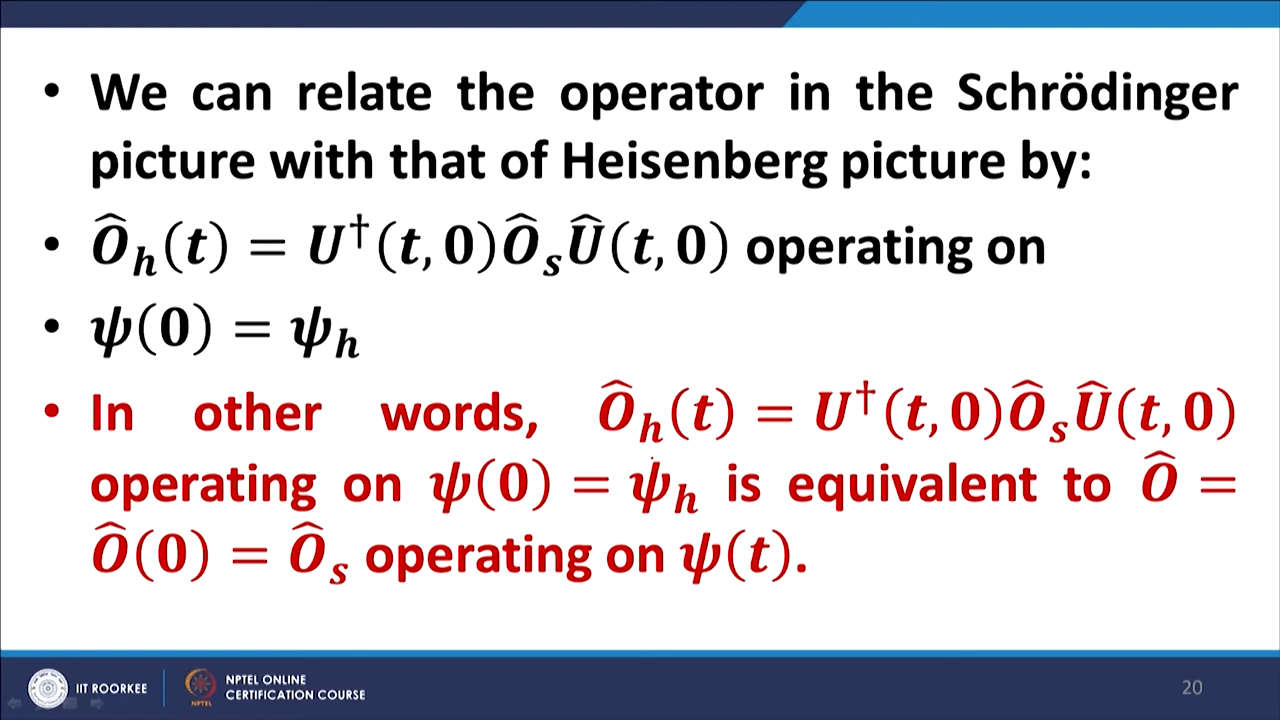 • We can relate the operator in the Schrödinger
picture with that of Heisenberg picture by:
• Ô_h(t) = U†(t, 0)Ô_sÛ(t, 0) operating on
• ψ(0) = ψ_h
• In other words, Ô_h(t) = U†(t, 0)Ô_sÛ(t, 0)
operating on ψ(0) = ψ_h is equivalent to Ô =
Ô(0) = Ô_s operating on ψ(t).
IIT ROORKEE
NPTEL ONLINE
CERTIFICATION COURSE
NPTEL
20